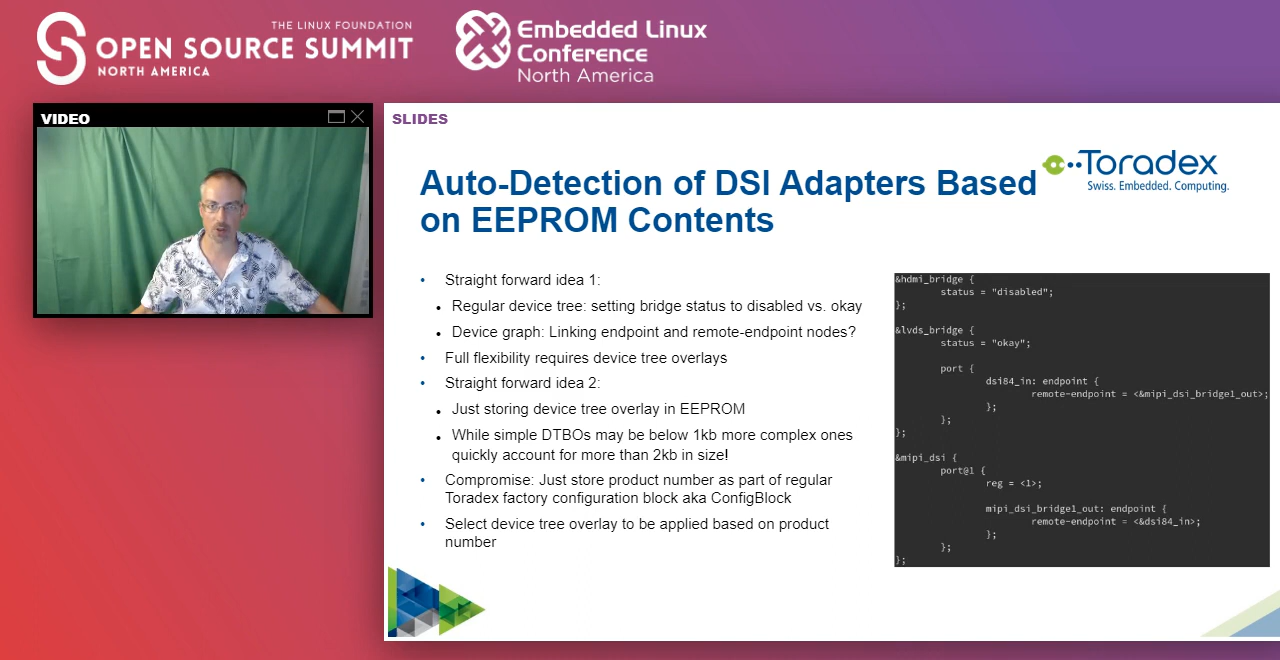 THE LINUX FOUNDATION
OPEN SOURCE SUMMIT
NORTH AMERICA
Embedded Linux
Conference
North America
VIDEO
SLIDES
Toradex
Swiss. Embedded. Computing.
Auto-Detection of DSI Adapters Based
on EEPROM Contents
• Straight forward idea 1:
• Regular device tree: setting bridge status to disabled vs. okay
• Device graph: Linking endpoint and remote-endpoint nodes?
• Full flexibility requires device tree overlays
• Straight forward idea 2:
• Just storing device tree overlay in EEPROM
• While simple DTBOs may be below 1kb more complex ones
quickly account for more than 2kb in size!
• Compromise: Just store product number as part of regular
Toradex factory configuration block aka ConfigBlock
• Select device tree overlay to be applied based on product
number
&hdmi_bridge {
status = "disabled";
};
&lvds_bridge {
status = "okay";
port {
dsi84_in: endpoint {
remote-endpoint = <&mipi_dsi_bridge1_out>;
};
};
};
&mipi_dsi {
port@1 {
reg = <1>;
mipi_dsi_bridge1_out: endpoint {
remote-endpoint = <&dsi84_in>;
};
};
};